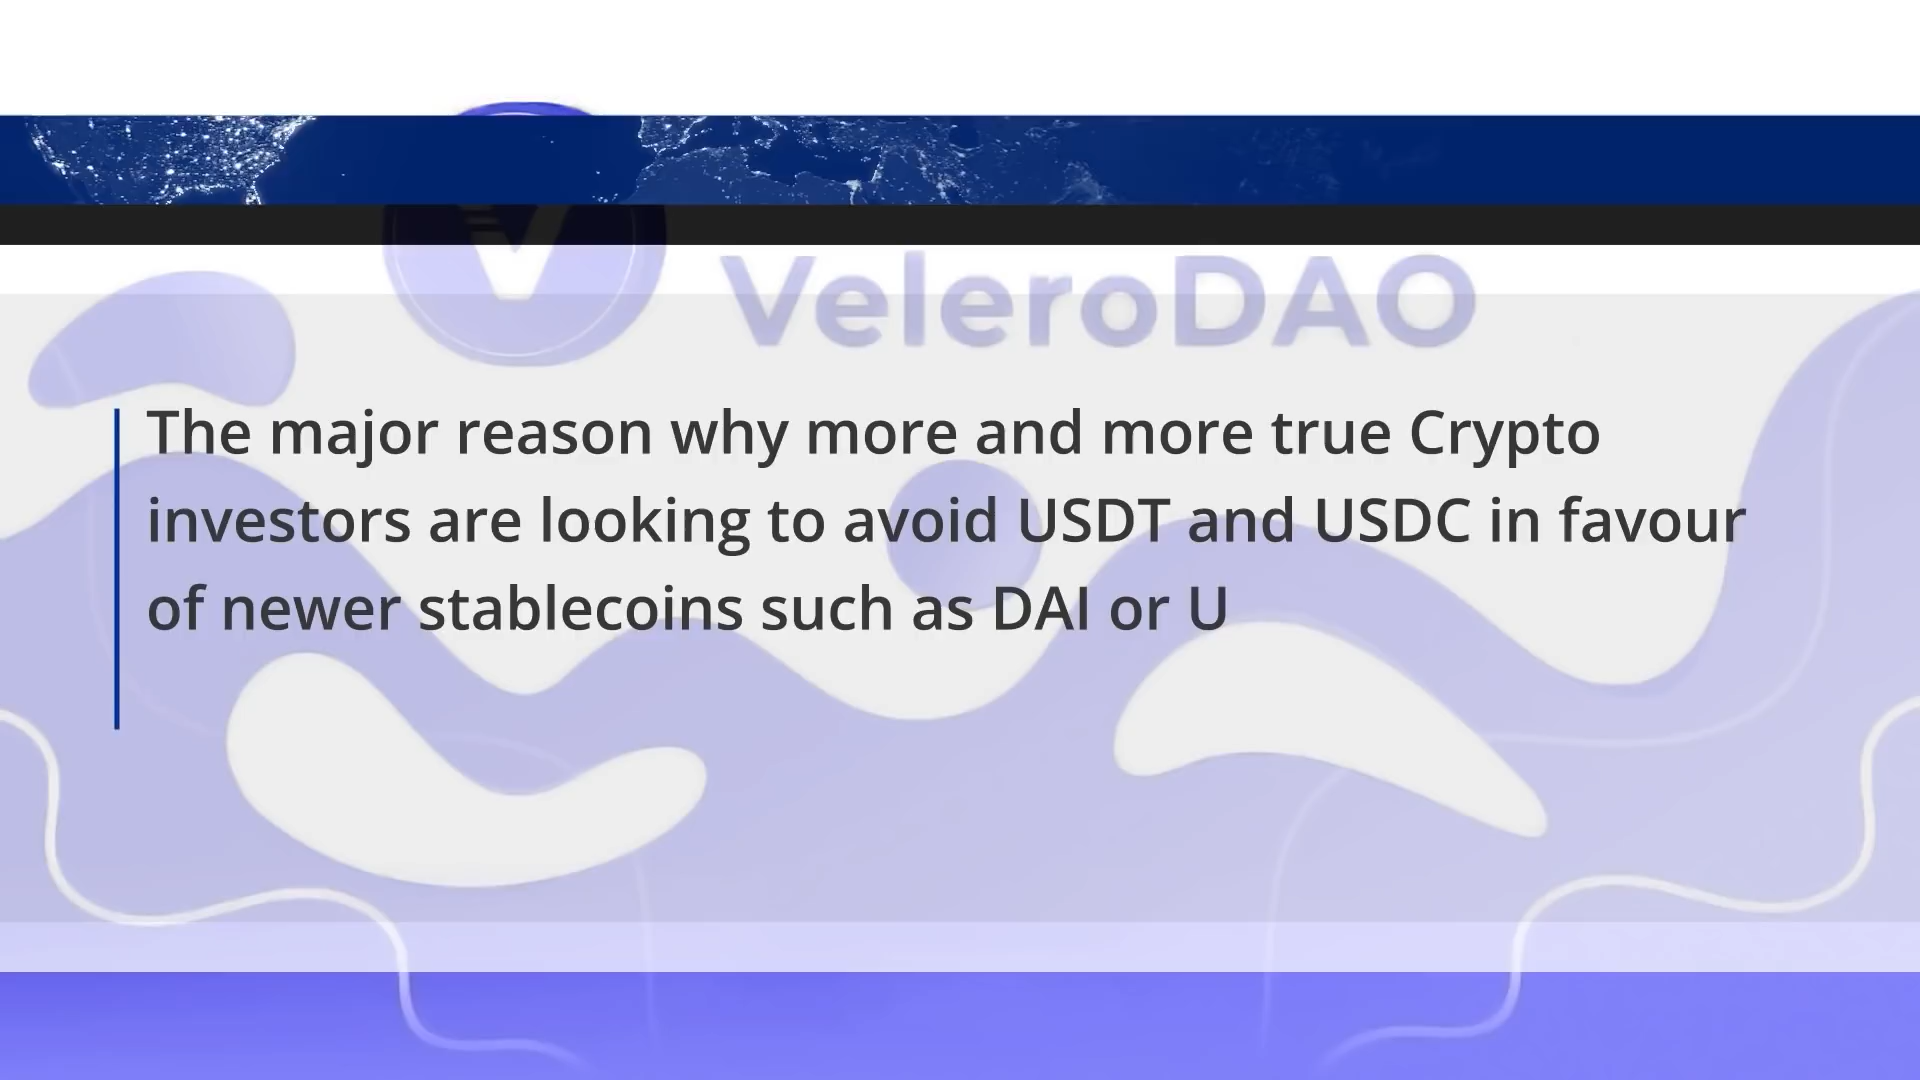 VeleroDAO
The major reason why more and more true Crypto
investors are looking to avoid USDT and USDC in favour
of newer stablecoins such as DAI or U